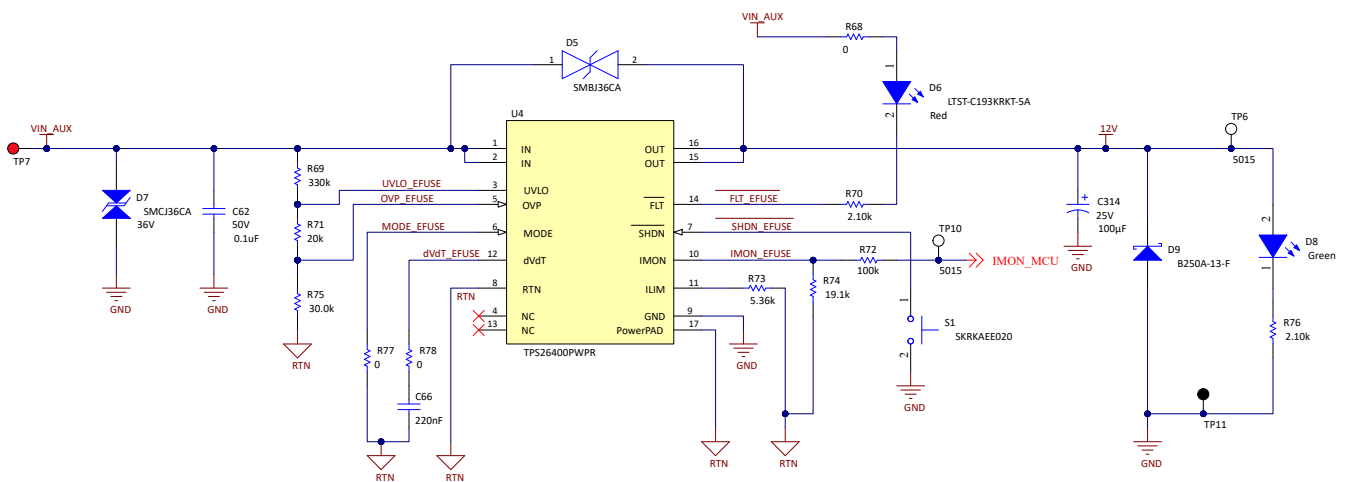 VIN_AUX
R68
0
D5
1
2
SMBJ36CA
1
D6
LTST-C193KRKT-5A
2
Red
U4
VIN_AUX
TP7
12V
TP6
5015
1
IN
OUT
16
2
IN
OUT
15
R69
330k
D7
SMCJ36CA
36V
C62
50V
0.1uF
UVLO_EFUSE
3
UVLO
OVP_EFUSE
5
OVP
FLT
14
FLT_EFUSE
R70
2.10k
C314
25V
100µF
GND
R71
20k
MODE_EFUSE
6
MODE
SHDN
7
SHDN_EFUSE
TP10
5015
2
D8
Green
1
D9
B250A-13-F
dVdT_EFUSE
12
dVdT
IMON
10
IMON_EFUSE
R72
100k
IMON_MCU
R75
30.0k
RTN
8
RTN
ILIM
11
R73
5.36k
R74
19.1k
GND
GND
4
NC
GND
9
13
NC
PowerPAD
17
TPS26400PWPR
1
S1
SKRKAEE020
2
R76
2.10k
RTN
R77
0
R78
0
GND
C66
220nF
GND
TP11
RTN
RTN
RTN
RTN
GND